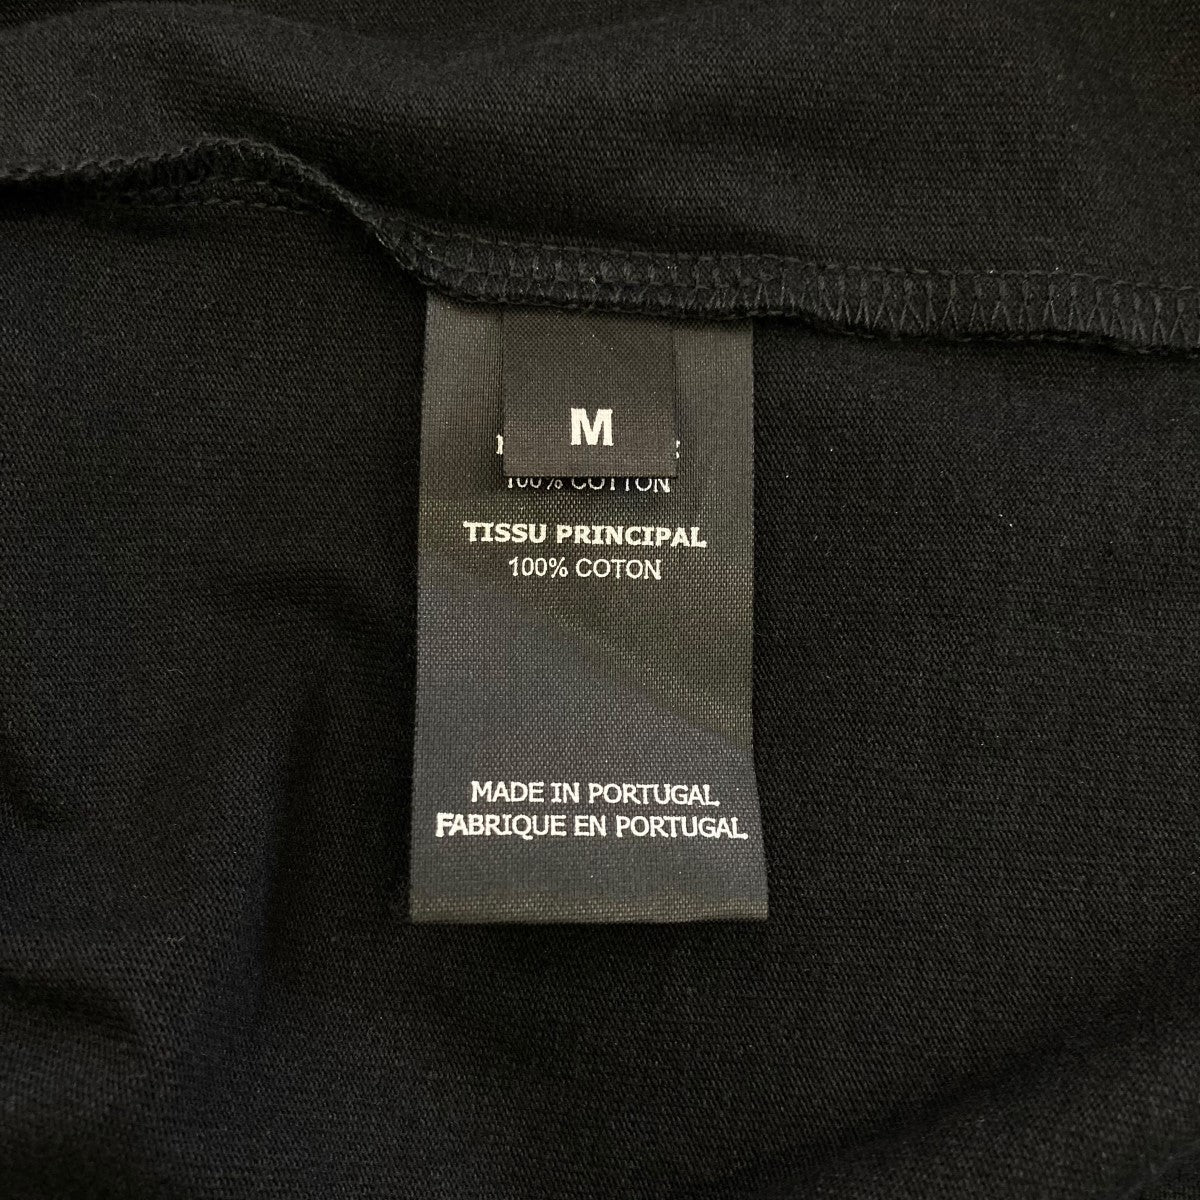 M
100% COTTON
TISSU PRINCIPAL
100% COTON
MADE IN PORTUGAL
FABRIQUE EN PORTUGAL